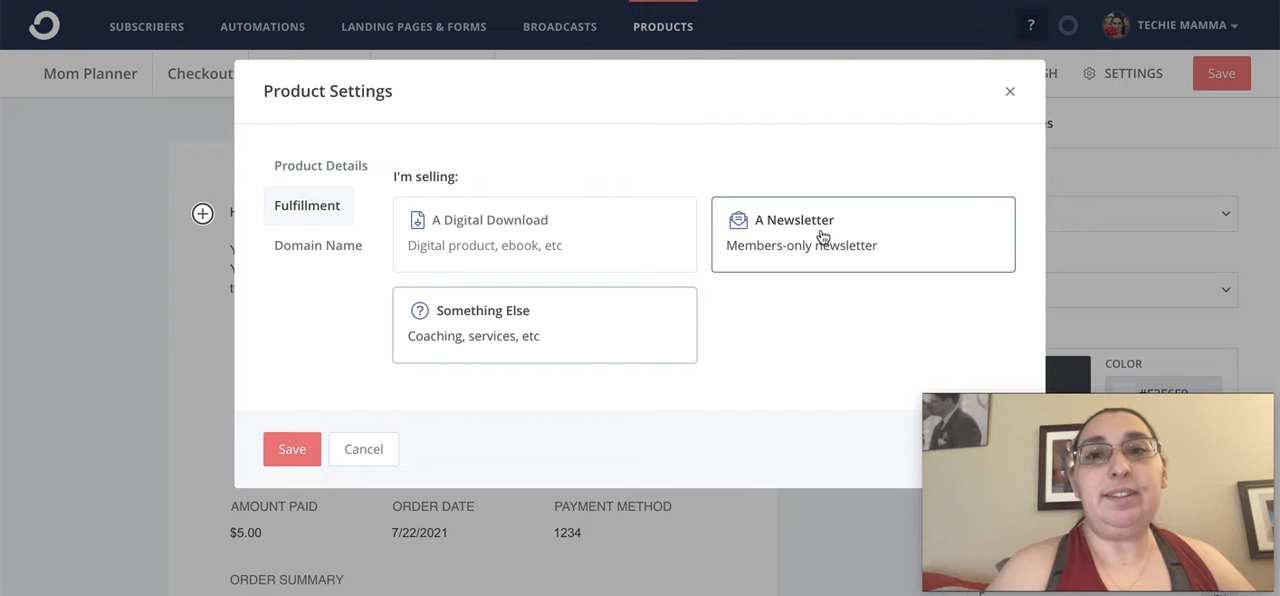 SUBSCRIBERS AUTOMATIONS LANDING PAGES & FORMS BROADCASTS PRODUCTS ? TECHIE MAMMA
Mom Planner Checkout SH SETTINGS Save
Product Settings
es
Product Details
I'm selling:
Fulfillment
A Digital Download
Digital product, ebook, etc
A Newsletter
Members-only newsletter
Domain Name
Something Else
Coaching, services, etc
COLOR
Save Cancel
AMOUNT PAID ORDER DATE PAYMENT METHOD
$5.00 7/22/2021 1234
ORDER SUMMARY